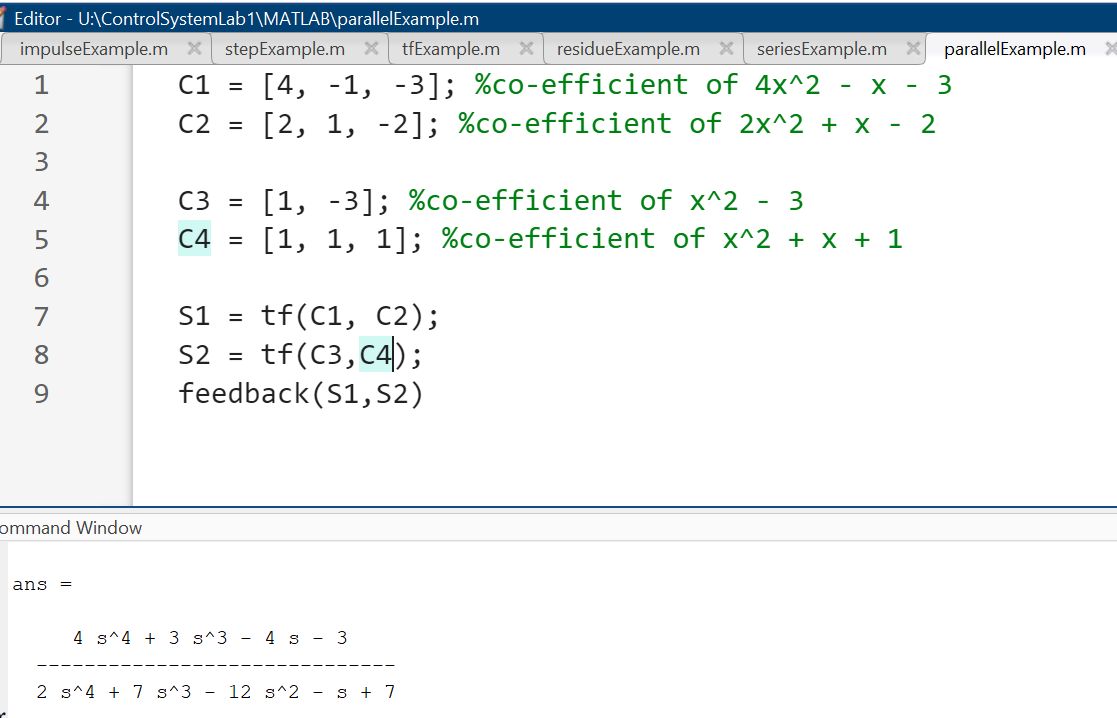 Editor - U:\ControlSystemLab1\MATLAB\parallelExample.m
impulseExample.m stepExample.m tfExample.m residueExample.m seriesExample.m parallelExample.m
1 C1 = [4, -1, -3]; %co-efficient of 4x^2 - x - 3
2 C2 = [2, 1, -2]; %co-efficient of 2x^2 + x - 2
3
4 C3 = [1, -3]; %co-efficient of x^2 - 3
5 C4 = [1, 1, 1]; %co-efficient of x^2 + x + 1
6
7 S1 = tf(C1, C2);
8 S2 = tf(C3,C4);
9 feedback(S1,S2)
ommand Window
ans =
4 s^4 + 3 s^3 - 4 s - 3
------------------------------
2 s^4 + 7 s^3 - 12 s^2 - s + 7